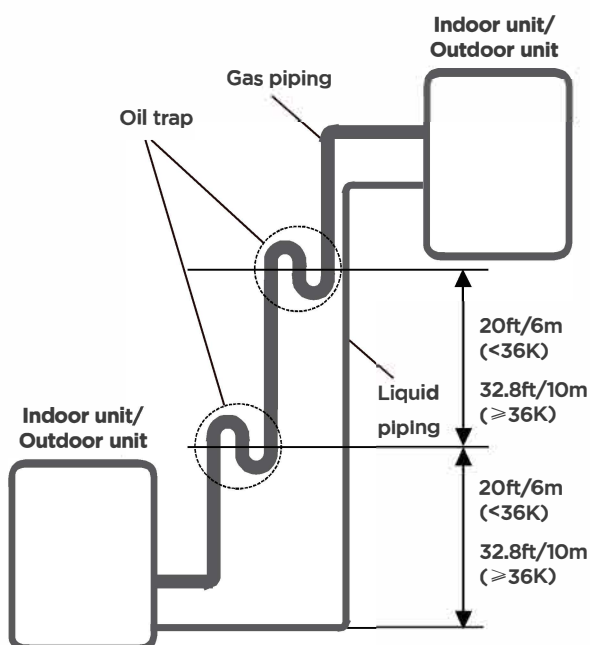 Indoor unit/
Outdoor unit
Gas piping
Oil trap
20ft/6m
(<36K)
32.8ft/10m
(≥36K)
Liquid
piping
Indoor unit/
Outdoor unit
20ft/6m
(<36K)
32.8ft/10m
(≥36K)